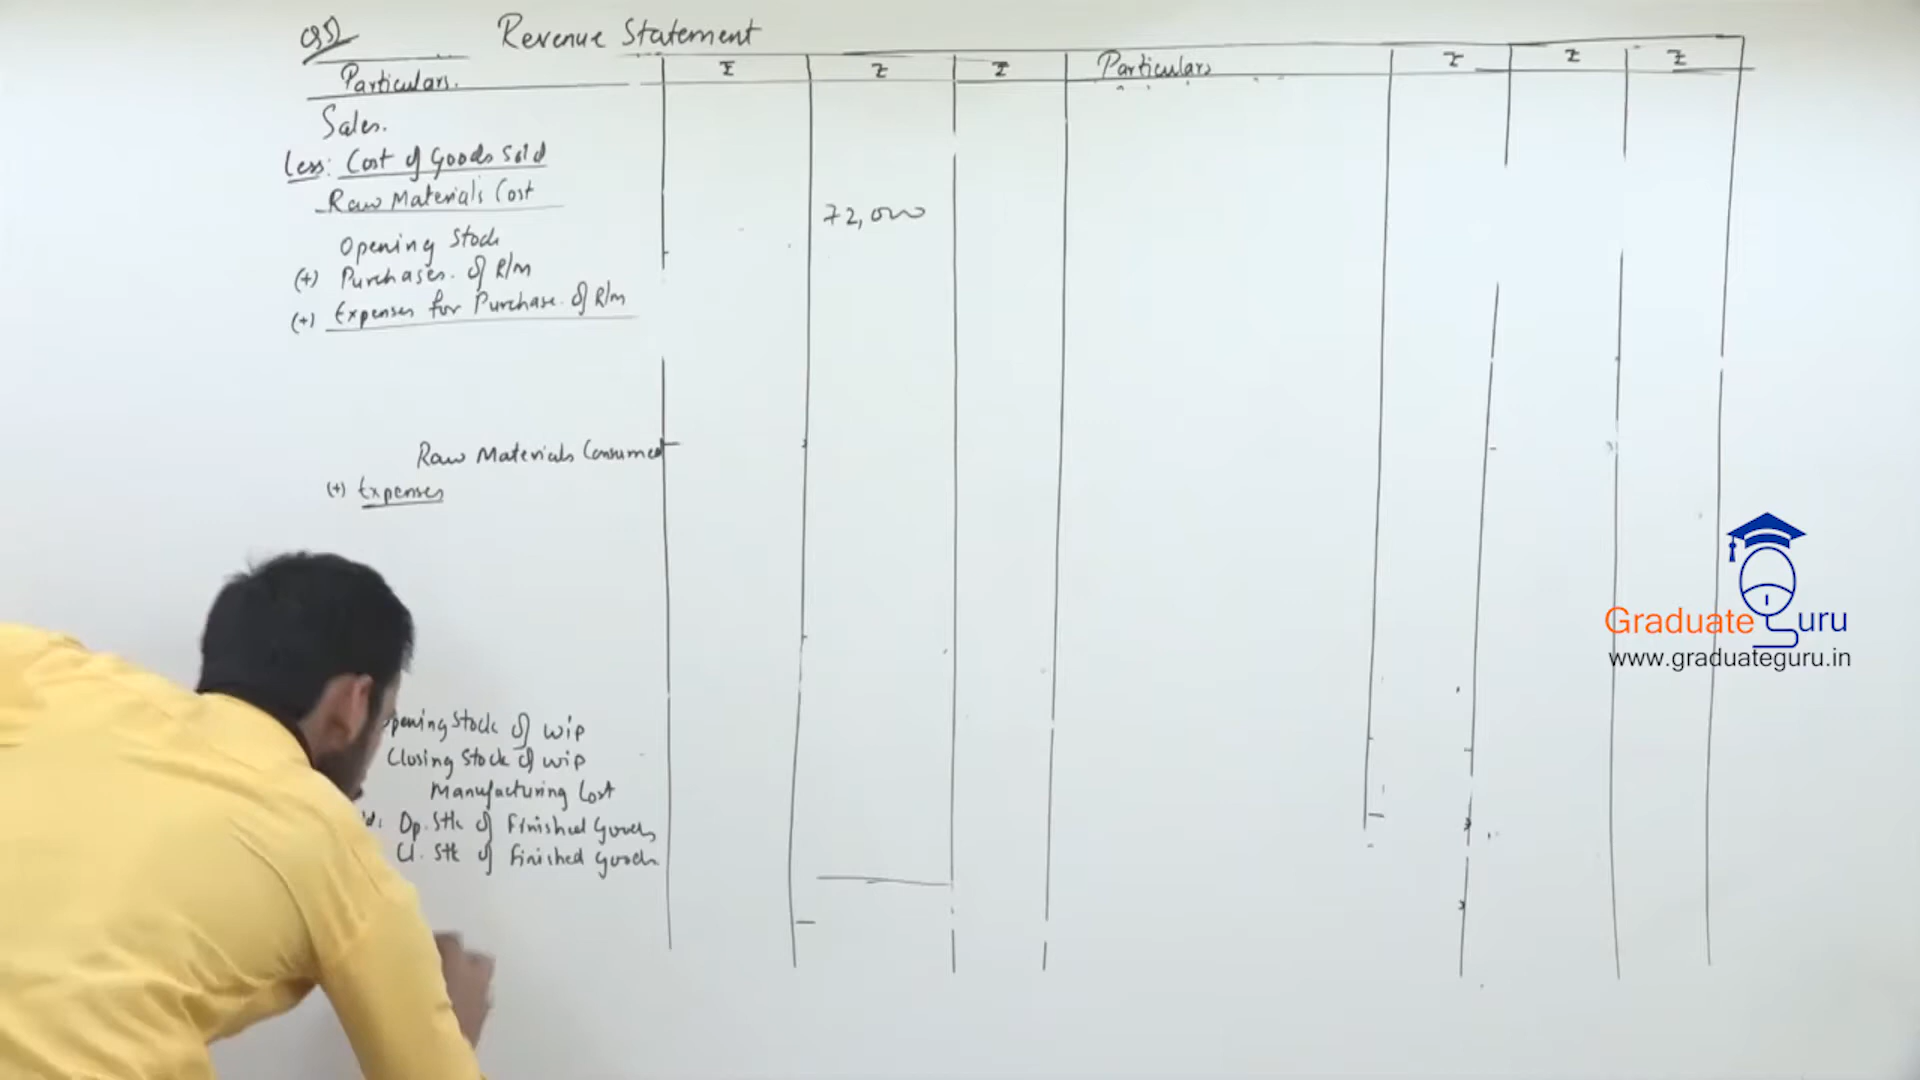 Q5) Revenue Statement
Particulars. ₹ ₹ ₹ Particulars ₹ ₹ ₹
Sales.
Less: Cost of Goods Sold
Raw Materials Cost
72,000
Opening Stock
(+) Purchases. of R/m
(+) Expenses for Purchase. of R/m
Raw Materials Consumed
(+) Expenses
Opening Stock of WIP
Closing Stock of WIP
Manufacturing Cost
Op. Stk of Finished Goods
Cl. Stk of Finished Goods
Graduate Guru
www.graduateguru.in